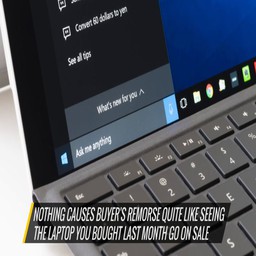 Convert 60 dollars to yen
See all tips
What's new for you
Ask me anything
NOTHING CAUSES BUYER'S REMORSE QUITE LIKE SEEING
THE LAPTOP YOU BOUGHT LAST MONTH GO ON SALE